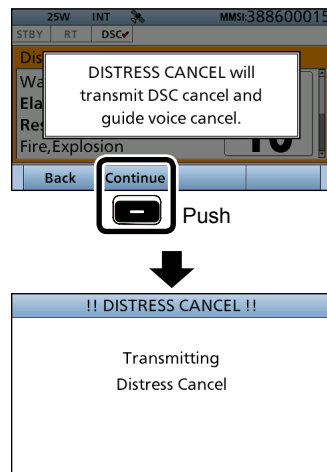 25W INT MMSI:388600015
STBY RT DSC
Dis
DISTRESS CANCEL will
transmit DSC cancel and
guide voice cancel.
Wa
Ela
Res
Fire,Explosion
Back Continue
Push
!! DISTRESS CANCEL !!
Transmitting
Distress Cancel